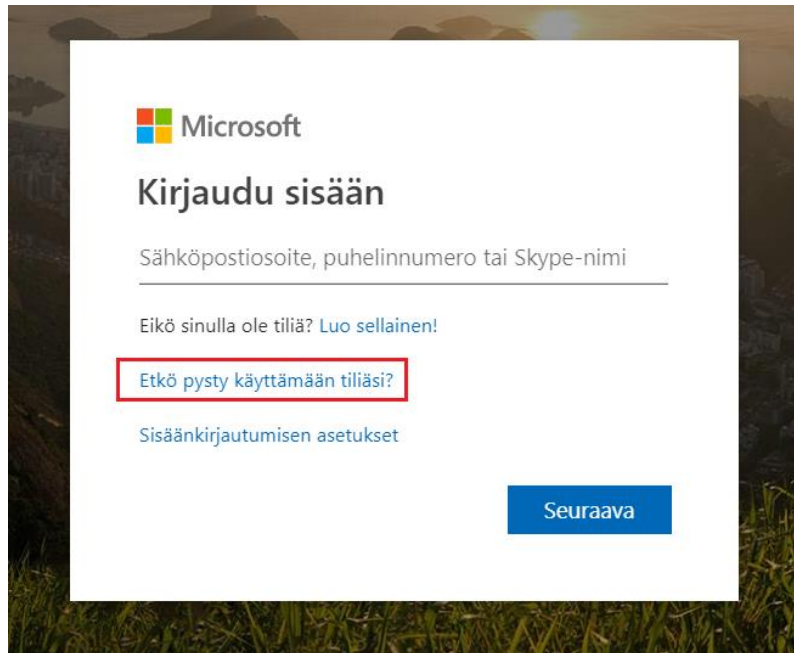 Microsoft
Kirjaudu sisään
Sähköpostiosoite, puhelinnumero tai Skype-nimi
Eikö sinulla ole tiliä? Luo sellainen!
Etkö pysty käyttämään tiliäsi?
Sisäänkirjautumisen asetukset
Seuraava